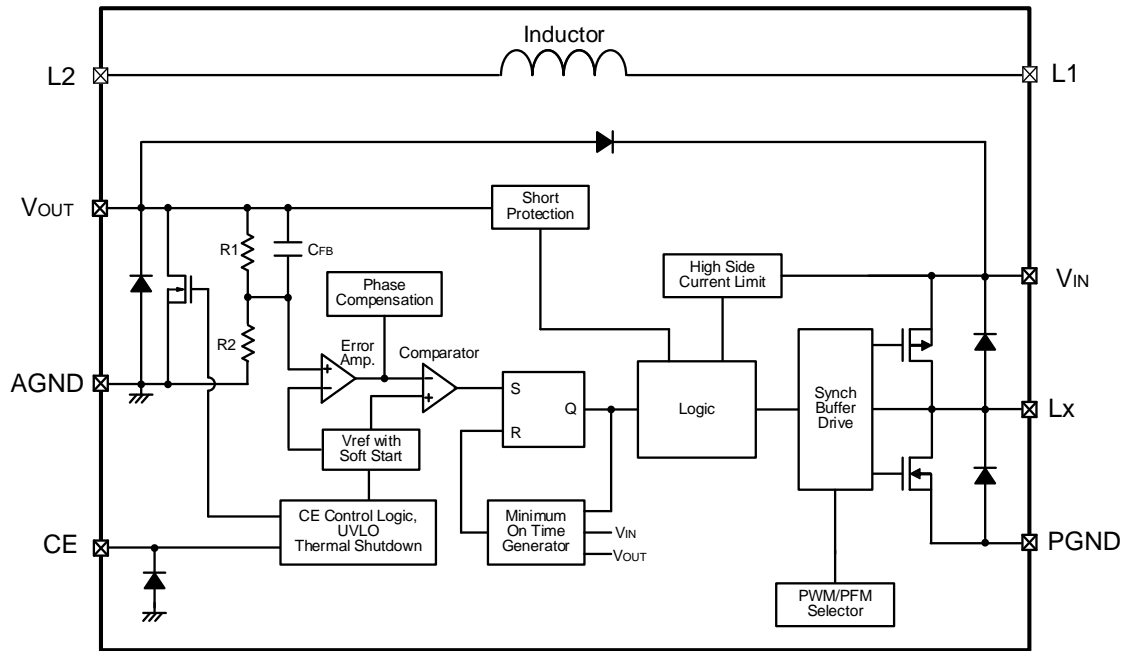 Inductor
L2
L1
VOUT
Short
Protection
R1
CFB
High Side
Current Limit
VIN
Phase
Compensation
R2
Error
Amp.
Comparator
+
−
−
+
AGND
S
Q
R
Logic
Synch
Buffer
Drive
Lx
Vref with
Soft Start
CE Control Logic,
UVLO
Thermal Shutdown
Minimum
On Time
Generator
VIN
VOUT
CE
PGND
PWM/PFM
Selector